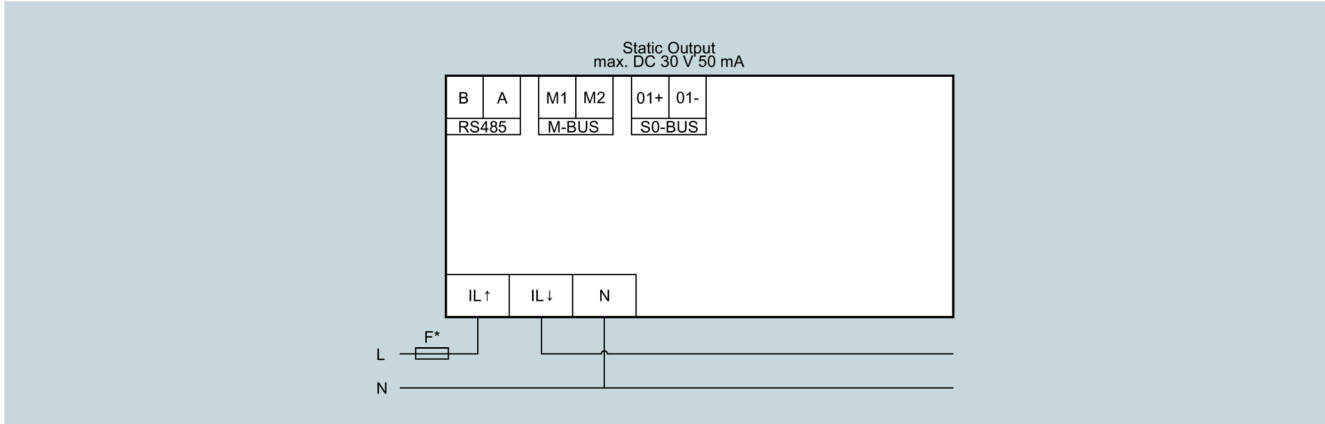 Static Output
max. DC 30 V 50 mA
B A M1 M2 01+ 01-
RS485 M-BUS S0-BUS
IL↑ IL↓ N
F*
L
N